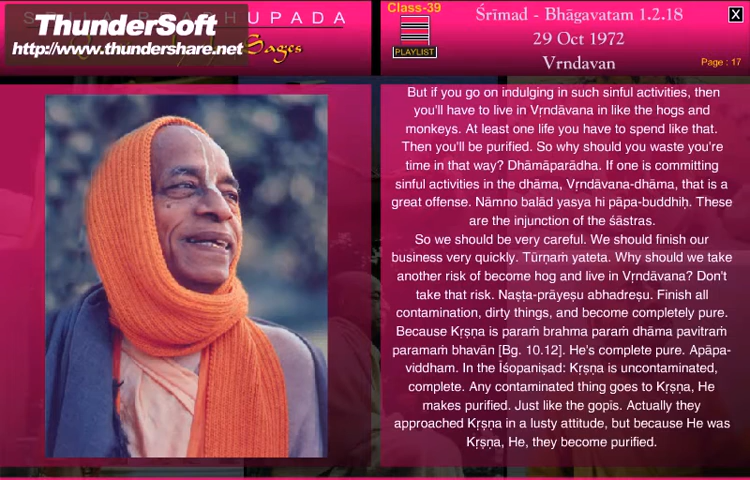 SRILA PRABHUPADA
ThunderSoft
http://www.thundershare.net
Sages
Class-39
PLAYLIST
Śrīmad - Bhāgavatam 1.2.18
29 Oct 1972
Vrndavan
X
Page : 17
But if you go on indulging in such sinful activities, then
you'll have to live in Vṛndāvana in like the hogs and
monkeys. At least one life you have to spend like that.
Then you'll be purified. So why should you waste you're
time in that way? Dhāmāparādha. If one is committing
sinful activities in the dhāma, Vṛndāvana-dhāma, that is a
great offense. Nāmno balād yasya hi pāpa-buddhiḥ. These
are the injunction of the śāstras.
So we should be very careful. We should finish our
business very quickly. Tūrṇaṁ yateta. Why should we take
another risk of become hog and live in Vṛndāvana? Don't
take that risk. Naṣṭa-prāyeṣu abhadreṣu. Finish all
contamination, dirty things, and become completely pure.
Because Kṛṣṇa is paraṁ brahma paraṁ dhāma pavitraṁ
paramaṁ bhavān [Bg. 10.12]. He's complete pure. Apāpa-
viddham. In the Īśopaniṣad: Kṛṣṇa is uncontaminated,
complete. Any contaminated thing goes to Kṛṣṇa, He
makes purified. Just like the gopīs. Actually they
approached Kṛṣṇa in a lusty attitude, but because He was
Kṛṣṇa, He, they become purified.